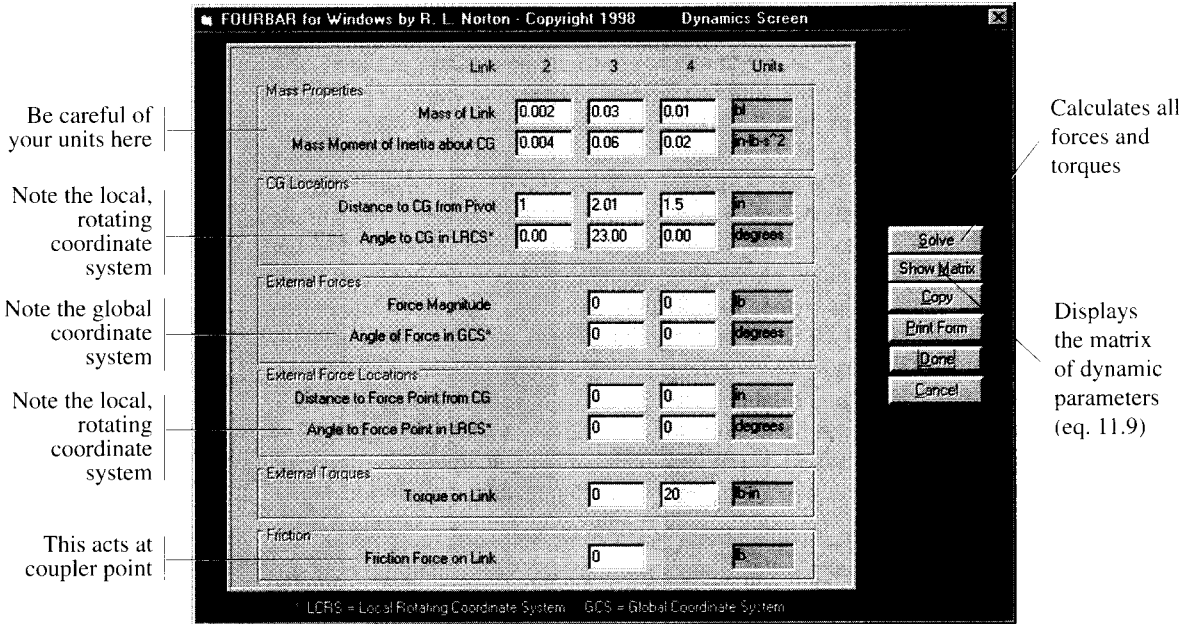 FOURBAR for Windows by R. L. Norton - Copyright 1998 Dynamics Screen
Link 2 3 4 Units
Mass Properties
Mass of Link 0.002 0.03 0.01 bl
Mass Moment of Inertia about CG 0.004 0.06 0.02 in-lb-s^2
CG Locations
Distance to CG from Pivot 1 2.01 1.5 in
Angle to CG in LRCS* 0.00 23.00 0.00 degrees
External Forces
Force Magnitude 0 0 lb
Angle of Force in GCS* 0 0 degrees
External Force Locations
Distance to Force Point from CG 0 0 in
Angle to Force Point in LRCS* 0 0 degrees
External Torques
Torque on Link 0 20 lb-in
Friction
Friction Force on Link 0 lb
* LCRS = Local Rotating Coordinate System GCS = Global Coordinate System
Solve
Show Matrix
Copy
Print Form
Done
Cancel
Be careful of
your units here
Note the local,
rotating
coordinate
system
Note the global
coordinate
system
Note the local,
rotating
coordinate
system
This acts at
coupler point
Calculates all
forces and
torques
Displays
the matrix
of dynamic
parameters
(eq. 11.9)